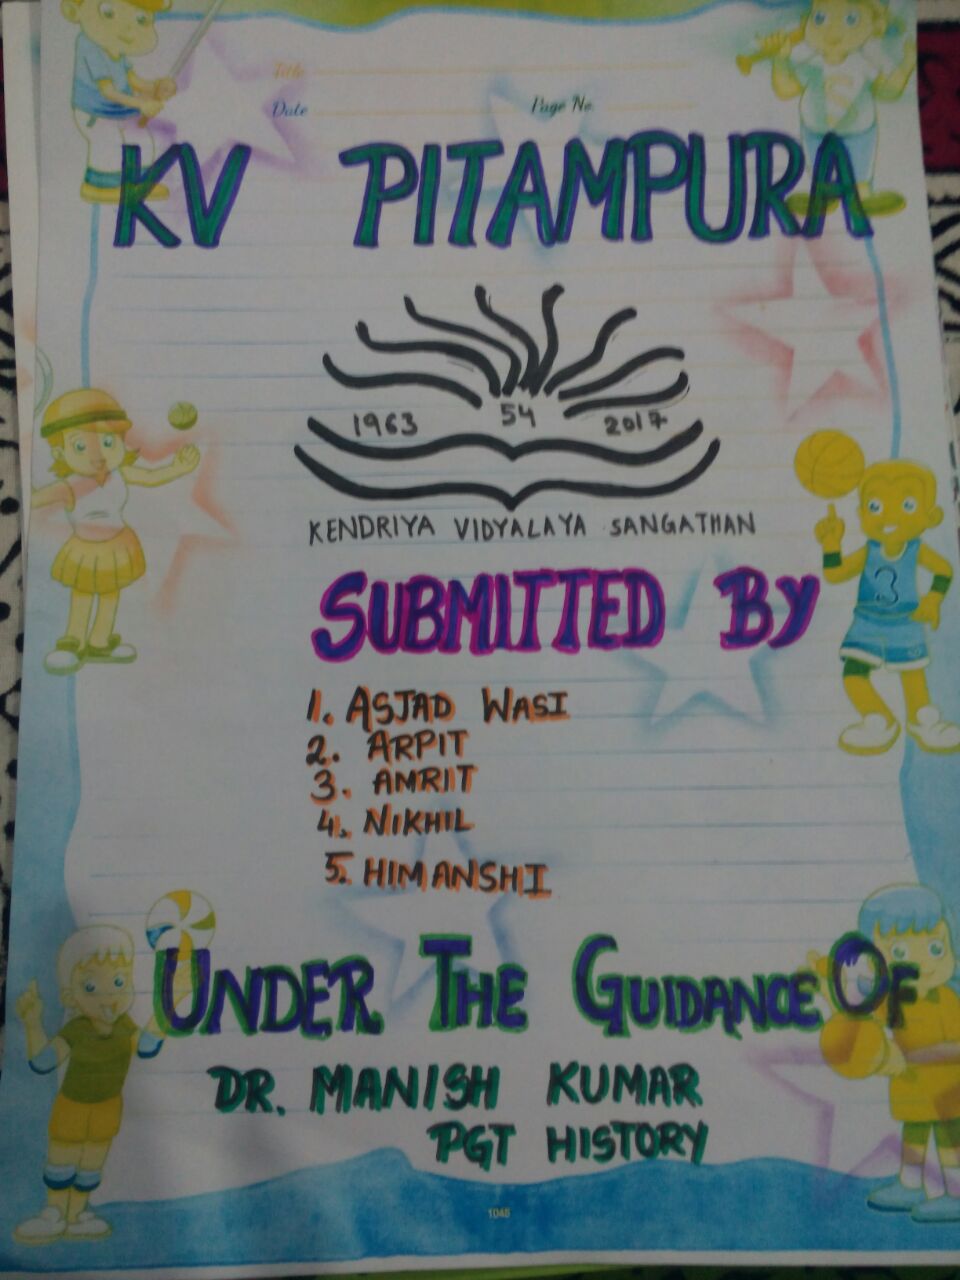 Title
Date Page No.
KV PITAMPURA
1963 54 2017
KENDRIYA VIDYALAYA SANGATHAN
SUBMITTED BY
1. ASJAD WASI
2. ARPIT
3. AMRIT
4. NIKHIL
5. HIMANSHI
UNDER THE GUIDANCE OF
DR. MANISH KUMAR
PGT HISTORY
1045
3